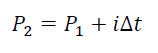 P₂ = P₁ + iΔt